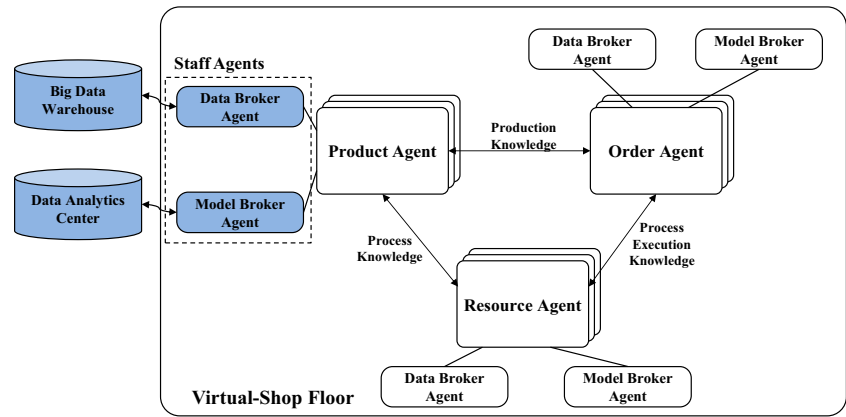 Data Broker
Agent
Model Broker
Agent
Staff Agents
Big Data
Warehouse
Data Broker
Agent
Product Agent
Production
Knowledge
Order Agent
Data Analytics
Center
Model Broker
Agent
Process
Knowledge
Process
Execution
Knowledge
Resource Agent
Data Broker
Agent
Model Broker
Agent
Virtual-Shop Floor